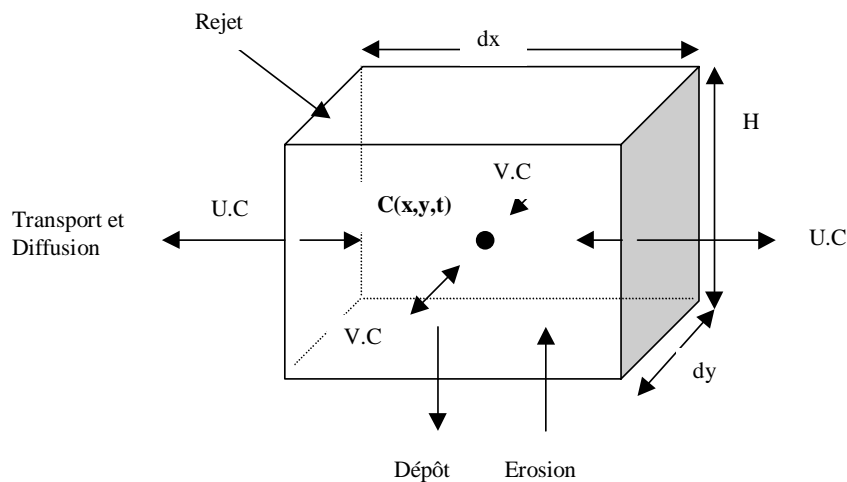 Rejet
dx
H
V.C
C(x,y,t)
U.C
Transport et
Diffusion
U.C
V.C
dy
Dépôt
Erosion